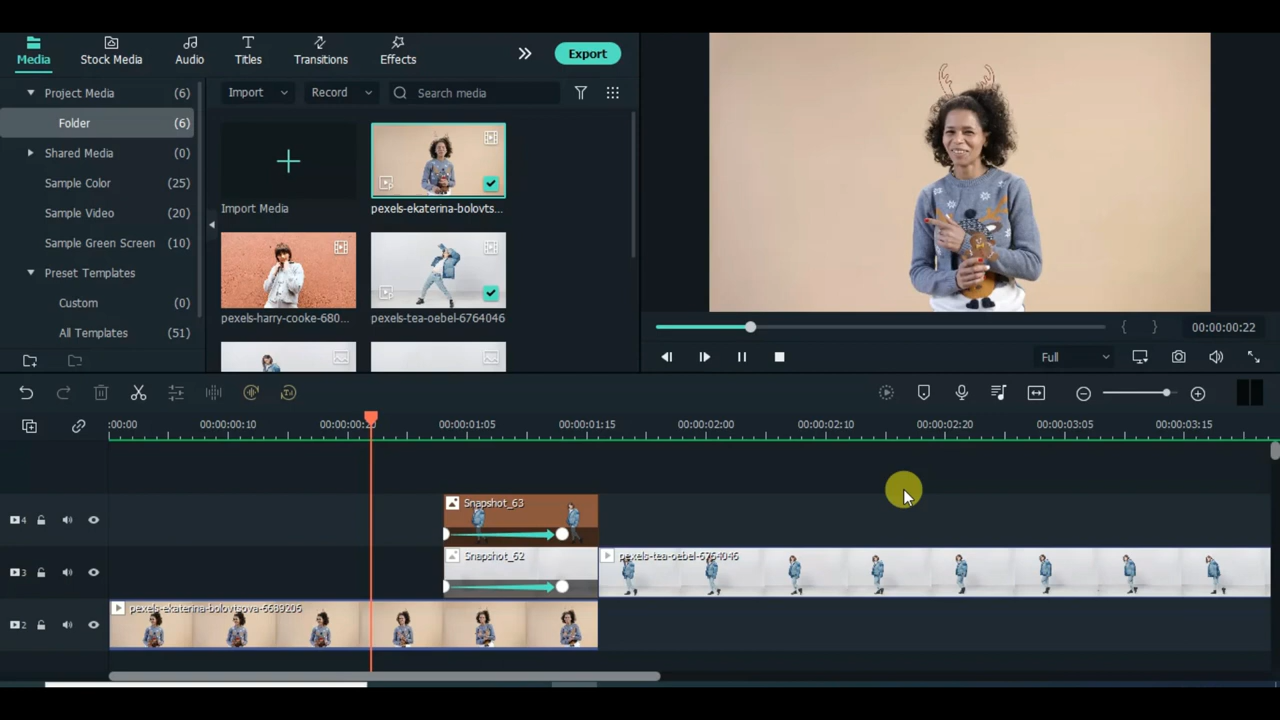 Media
Stock Media
Audio
Titles
Transitions
Effects
Export
Project Media (6)
Folder (6)
Shared Media (0)
Sample Color (25)
Sample Video (20)
Sample Green Screen (10)
Preset Templates
Custom (0)
All Templates (51)
Import
Record
Search media
Import Media
pexels-ekaterina-bolovts...
pexels-harry-cooke-680...
pexels-tea-oebel-6764046
00:00:00:22
Full
:00:00 00:00:00:10 00:00:00:20 00:00:01:05 00:00:01:15 00:00:02:00 00:00:02:10 00:00:02:20 00:00:03:05 00:00:03:15
4
Snapshot_63
3
Snapshot_62
pexels-tea-oebel-6764046
2
pexels-ekaterina-bolovtsova-6689206